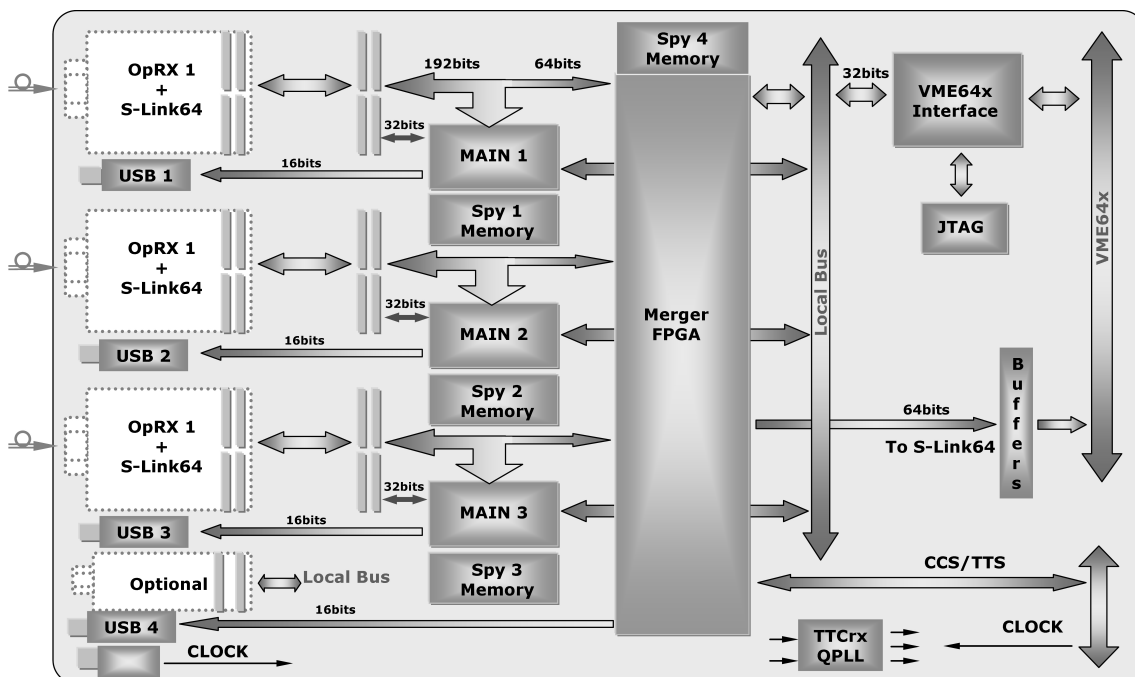 OpRX 1
+
S-Link64
192bits
64bits
32bits
MAIN 1
16bits
USB 1
Spy 1
Memory
OpRX 1
+
S-Link64
32bits
MAIN 2
16bits
USB 2
Spy 2
Memory
OpRX 1
+
S-Link64
32bits
MAIN 3
16bits
USB 3
Spy 3
Memory
Optional
Local Bus
16bits
USB 4
CLOCK
Spy 4
Memory
Merger
FPGA
Local Bus
32bits
VME64x
Interface
JTAG
VME64x
64bits
To S-Link64
Buffers
CCS/TTS
TTCrx
QPLL
CLOCK